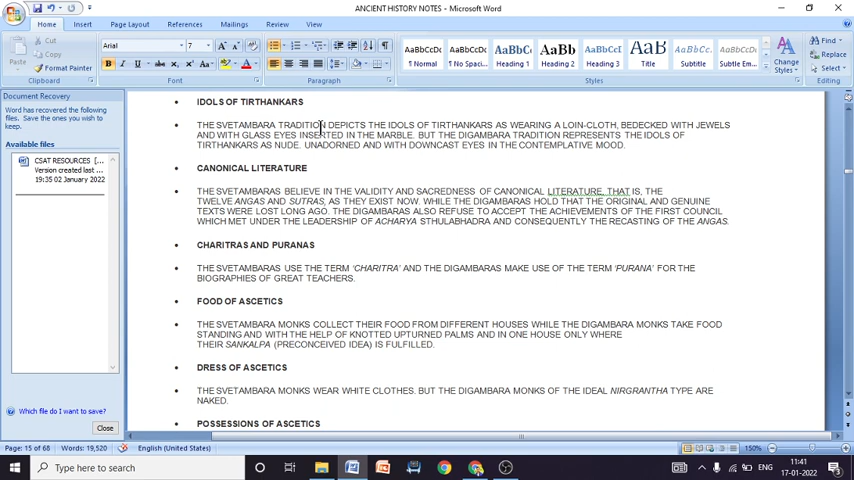 ANCIENT HISTORY NOTES - Microsoft Word
Home Insert Page Layout References Mailings Review View
Cut
Copy
Paste
Format Painter
Clipboard
Arial 7
Font
Paragraph
AaBbCcDc AaBbCcDc AaBbC AaBb AaBbCcI AaB AaBbCcI AaBbCcDc
¶ Normal ¶ No Spaci... Heading 1 Heading 2 Heading 3 Title Subtitle Subtle Em...
Styles
Change Styles
Find
Replace
Select
Editing
Document Recovery
Word has recovered the
following files. Save the ones you
wish to keep.
Available files
CSAT RESOURCES [...
Version created last ...
19:35 02 January 2022
Which file do I want to save?
Close
• IDOLS OF TIRTHANKARS
• THE SVETAMBARA TRADITION DEPICTS THE IDOLS OF TIRTHANKARS AS WEARING A LOIN-CLOTH, BEDECKED WITH JEWELS
AND WITH GLASS EYES INSERTED IN THE MARBLE. BUT THE DIGAMBARA TRADITION REPRESENTS THE IDOLS OF
TIRTHANKARS AS NUDE. UNADORNED AND WITH DOWNCAST EYES IN THE CONTEMPLATIVE MOOD.
• CANONICAL LITERATURE
• THE SVETAMBARAS BELIEVE IN THE VALIDITY AND SACREDNESS OF CANONICAL LITERATURE, THAT IS, THE
TWELVE ANGAS AND SUTRAS, AS THEY EXIST NOW. WHILE THE DIGAMBARAS HOLD THAT THE ORIGINAL AND GENUINE
TEXTS WERE LOST LONG AGO. THE DIGAMBARAS ALSO REFUSE TO ACCEPT THE ACHIEVEMENTS OF THE FIRST COUNCIL
WHICH MET UNDER THE LEADERSHIP OF ACHARYA STHULABHADRA AND CONSEQUENTLY THE RECASTING OF THE ANGAS.
• CHARITRAS AND PURANAS
• THE SVETAMBARAS USE THE TERM 'CHARITRA' AND THE DIGAMBARAS MAKE USE OF THE TERM 'PURANA' FOR THE
BIOGRAPHIES OF GREAT TEACHERS.
• FOOD OF ASCETICS
• THE SVETAMBARA MONKS COLLECT THEIR FOOD FROM DIFFERENT HOUSES WHILE THE DIGAMBARA MONKS TAKE FOOD
STANDING AND WITH THE HELP OF KNOTTED UPTURNED PALMS AND IN ONE HOUSE ONLY WHERE
THEIR SANKALPA (PRECONCEIVED IDEA) IS FULFILLED.
• DRESS OF ASCETICS
• THE SVETAMBARA MONKS WEAR WHITE CLOTHES. BUT THE DIGAMBARA MONKS OF THE IDEAL NIRGRANTHA TYPE ARE
NAKED.
• POSSESSIONS OF ASCETICS
Page: 15 of 68 Words: 19,520 English (United States) 150%
Type here to search
ENG
11:41
17-01-2022